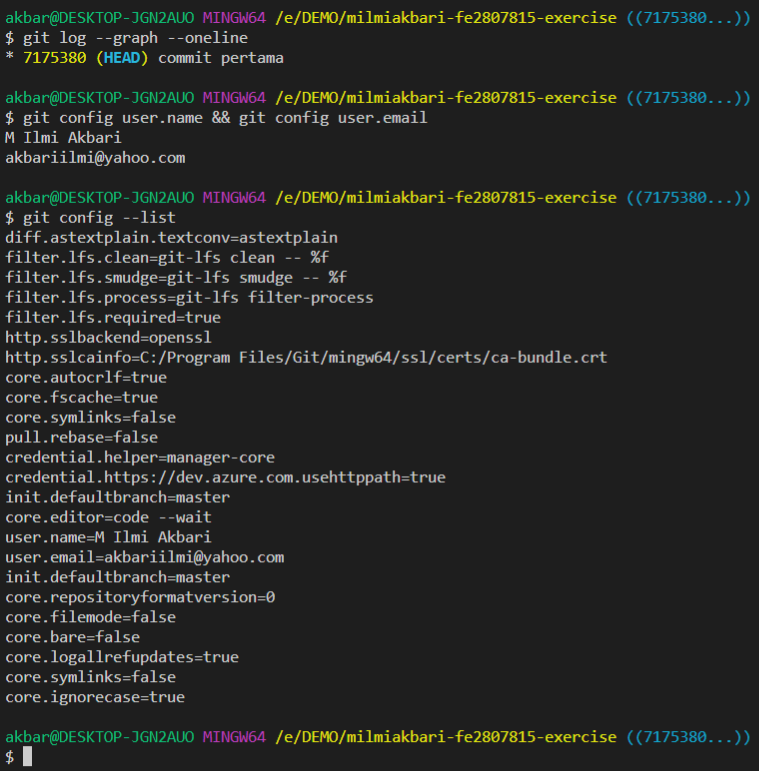 akbar@DESKTOP-JGN2AUO MINGW64 /e/DEMO/milmiakbari-fe2807815-exercise ((7175380...))
$ git log --graph --oneline
* 7175380 (HEAD) commit pertama
akbar@DESKTOP-JGN2AUO MINGW64 /e/DEMO/milmiakbari-fe2807815-exercise ((7175380...))
$ git config user.name && git config user.email
M Ilmi Akbari
akbariilmi@yahoo.com
akbar@DESKTOP-JGN2AUO MINGW64 /e/DEMO/milmiakbari-fe2807815-exercise ((7175380...))
$ git config --list
diff.astextplain.textconv=astextplain
filter.lfs.clean=git-lfs clean -- %f
filter.lfs.smudge=git-lfs smudge -- %f
filter.lfs.process=git-lfs filter-process
filter.lfs.required=true
http.sslbackend=openssl
http.sslcainfo=C:/Program Files/Git/mingw64/ssl/certs/ca-bundle.crt
core.autocrlf=true
core.fscache=true
core.symlinks=false
pull.rebase=false
credential.helper=manager-core
credential.https://dev.azure.com.usehttppath=true
init.defaultbranch=master
core.editor=code --wait
user.name=M Ilmi Akbari
user.email=akbariilmi@yahoo.com
init.defaultbranch=master
core.repositoryformatversion=0
core.filemode=false
core.bare=false
core.logallrefupdates=true
core.symlinks=false
core.ignorecase=true
akbar@DESKTOP-JGN2AUO MINGW64 /e/DEMO/milmiakbari-fe2807815-exercise ((7175380...))
$